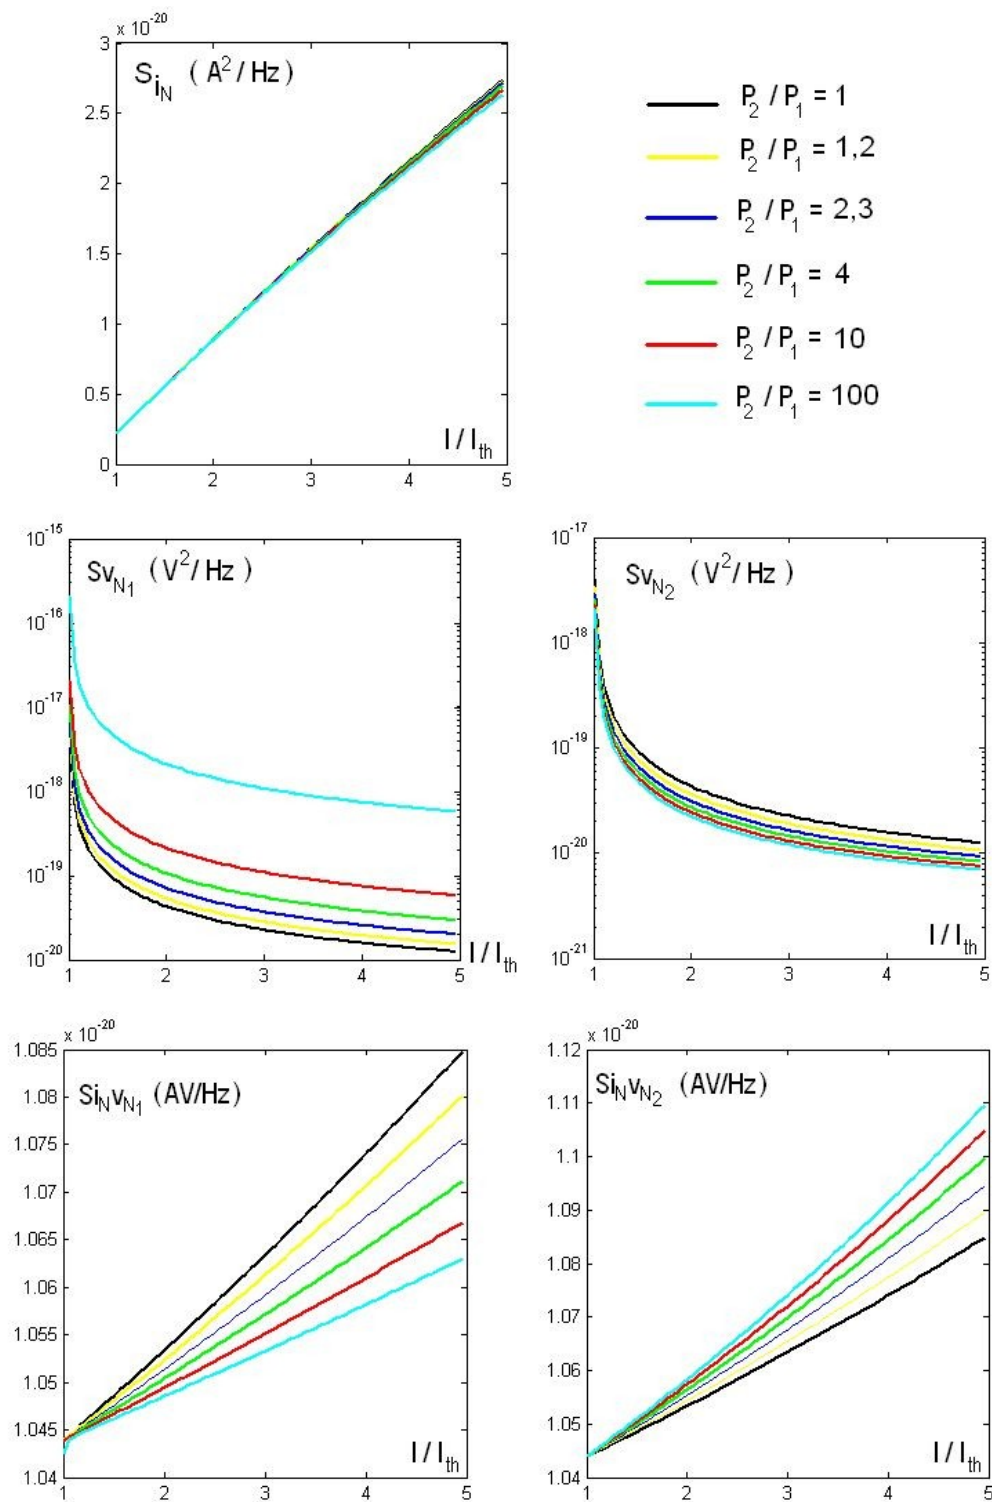 x 10-20
3
2.5
2
1.5
1
0.5
0
SiN (A2/Hz)
I/Ith
1 2 3 4 5
P2/P1 = 1
P2/P1 = 1,2
P2/P1 = 2,3
P2/P1 = 4
P2/P1 = 10
P2/P1 = 100
10-15
10-16
10-17
10-18
10-19
10-20
SvN1 (V2/Hz)
I/Ith
1 2 3 4 5
10-17
10-18
10-19
10-20
10-21
SvN2 (V2/Hz)
I/Ith
1 2 3 4 5
x 10-20
1.085
1.08
1.075
1.07
1.065
1.06
1.055
1.05
1.045
1.04
SiNvN1 (AV/Hz)
I/Ith
1 2 3 4 5
x 10-20
1.12
1.11
1.1
1.09
1.08
1.07
1.06
1.05
1.04
SiNvN2 (AV/Hz)
I/Ith
1 2 3 4 5